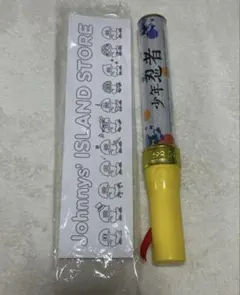 Johnnys' ISLAND STORE
少年忍者